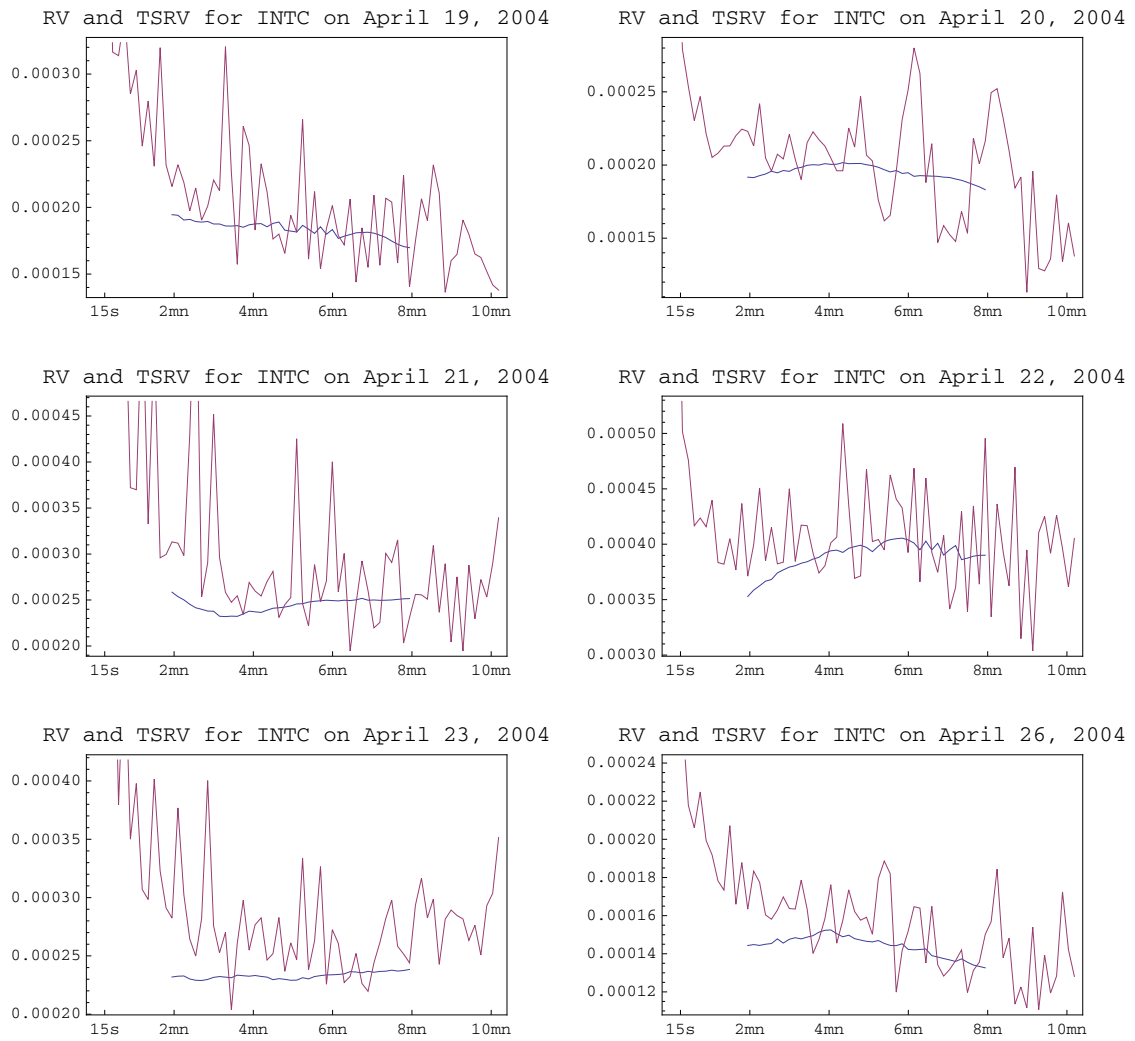 RV and TSRV for INTC on April 19, 2004
0.00030
0.00025
0.00020
0.00015
15s 2mn 4mn 6mn 8mn 10mn
RV and TSRV for INTC on April 20, 2004
0.00025
0.00020
0.00015
15s 2mn 4mn 6mn 8mn 10mn
RV and TSRV for INTC on April 21, 2004
0.00045
0.00040
0.00035
0.00030
0.00025
0.00020
15s 2mn 4mn 6mn 8mn 10mn
RV and TSRV for INTC on April 22, 2004
0.00050
0.00045
0.00040
0.00035
0.00030
15s 2mn 4mn 6mn 8mn 10mn
RV and TSRV for INTC on April 23, 2004
0.00040
0.00035
0.00030
0.00025
0.00020
15s 2mn 4mn 6mn 8mn 10mn
RV and TSRV for INTC on April 26, 2004
0.00024
0.00022
0.00020
0.00018
0.00016
0.00014
0.00012
15s 2mn 4mn 6mn 8mn 10mn